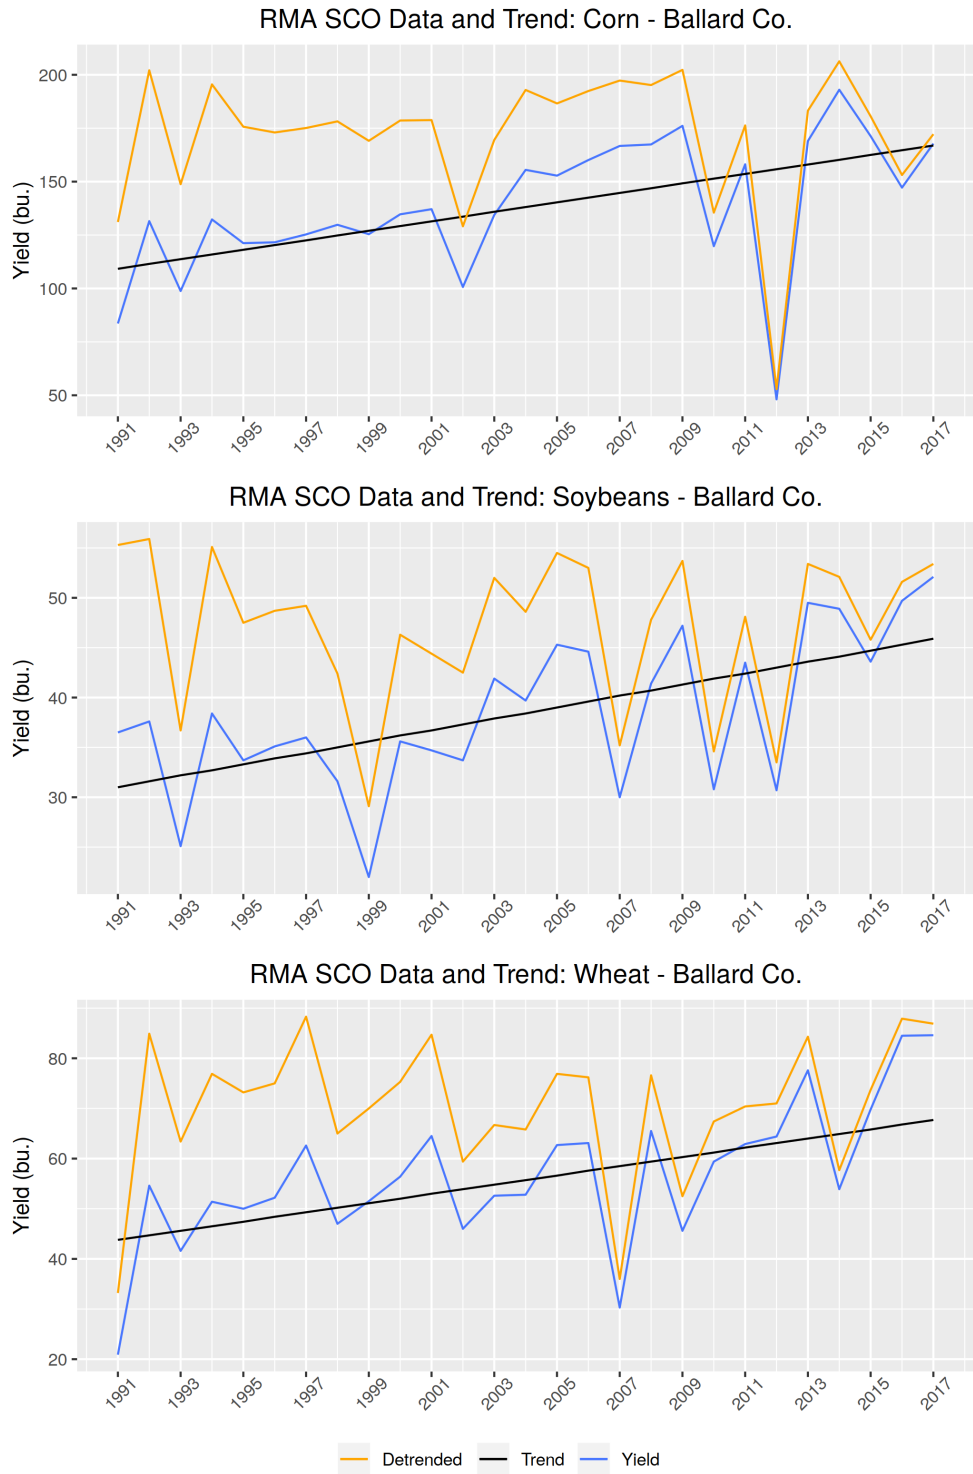 RMA SCO Data and Trend: Corn - Ballard Co.
Yield (bu.)
200
150
100
50
1991 1993 1995 1997 1999 2001 2003 2005 2007 2009 2011 2013 2015 2017
RMA SCO Data and Trend: Soybeans - Ballard Co.
Yield (bu.)
50
40
30
1991 1993 1995 1997 1999 2001 2003 2005 2007 2009 2011 2013 2015 2017
RMA SCO Data and Trend: Wheat - Ballard Co.
Yield (bu.)
80
60
40
20
1991 1993 1995 1997 1999 2001 2003 2005 2007 2009 2011 2013 2015 2017
Detrended Trend Yield